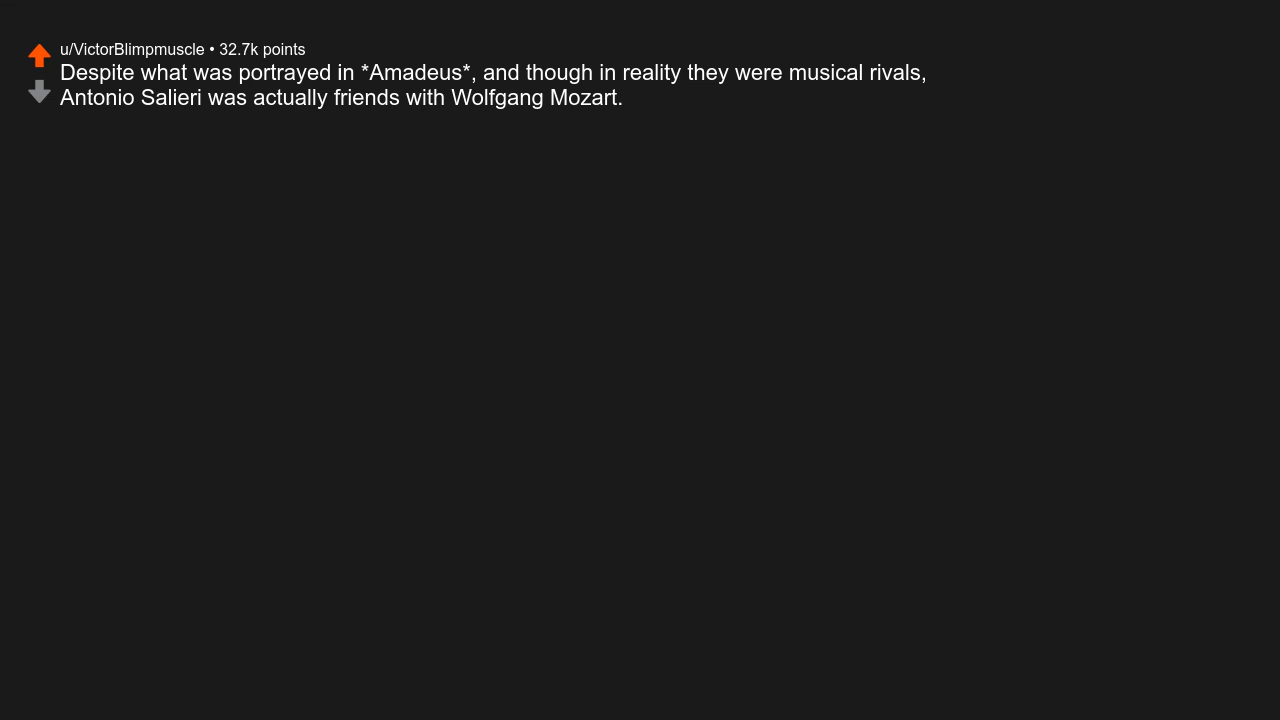 u/VictorBlimpmuscle • 32.7k points
Despite what was portrayed in *Amadeus*, and though in reality they were musical rivals,
Antonio Salieri was actually friends with Wolfgang Mozart.